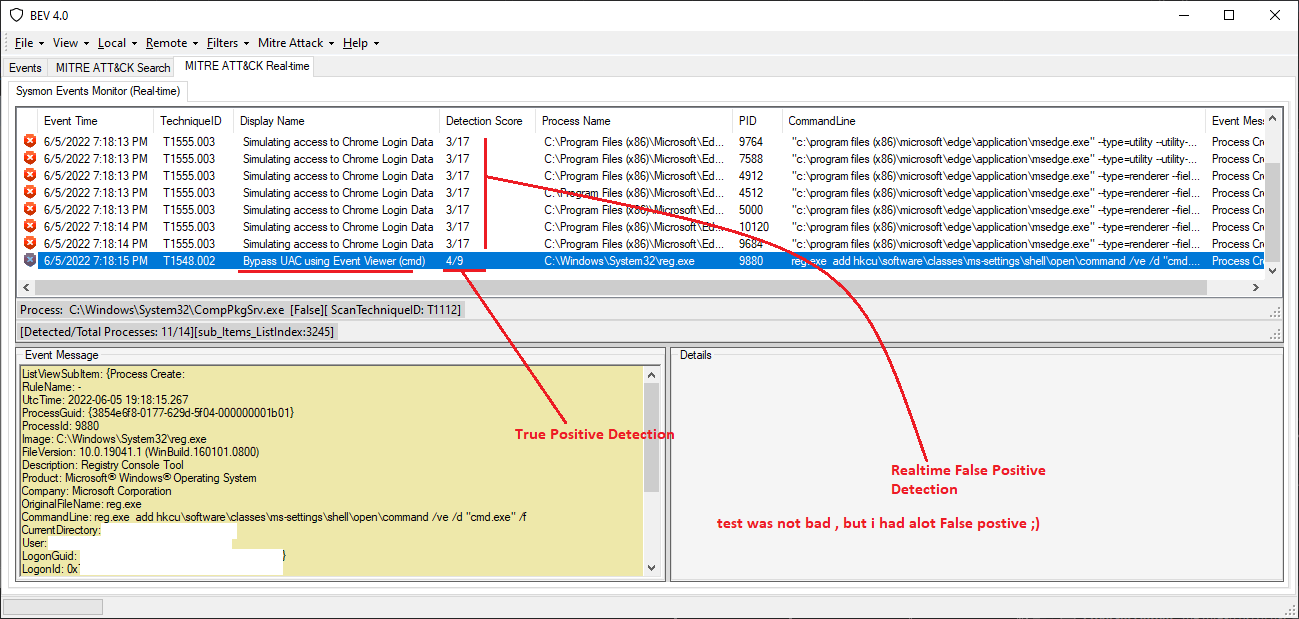 BEV 4.0
File View Local Remote Filters Mitre Attack Help
Events MITRE ATT&CK Search MITRE ATT&CK Real-time
Sysmon Events Monitor (Real-time)
Event Time TechniqueID Display Name Detection Score Process Name PID CommandLine Event Mes
6/5/2022 7:18:13 PM T1555.003 Simulating access to Chrome Login Data 3/17 C:\Program Files (x86)\Microsoft\Ed... 9764 "c:\program files (x86)\microsoft\edge\application\msedge.exe" --type=utility --utility-... Process Cr
6/5/2022 7:18:13 PM T1555.003 Simulating access to Chrome Login Data 3/17 C:\Program Files (x86)\Microsoft\Ed... 7588 "c:\program files (x86)\microsoft\edge\application\msedge.exe" --type=utility --utility-... Process Cr
6/5/2022 7:18:13 PM T1555.003 Simulating access to Chrome Login Data 3/17 C:\Program Files (x86)\Microsoft\Ed... 4912 "c:\program files (x86)\microsoft\edge\application\msedge.exe" --type=renderer --fiel... Process Cr
6/5/2022 7:18:13 PM T1555.003 Simulating access to Chrome Login Data 3/17 C:\Program Files (x86)\Microsoft\Ed... 4512 "c:\program files (x86)\microsoft\edge\application\msedge.exe" --type=renderer --fiel... Process Cr
6/5/2022 7:18:13 PM T1555.003 Simulating access to Chrome Login Data 3/17 C:\Program Files (x86)\Microsoft\Ed... 5000 "c:\program files (x86)\microsoft\edge\application\msedge.exe" --type=renderer --fiel... Process Cr
6/5/2022 7:18:14 PM T1555.003 Simulating access to Chrome Login Data 3/17 C:\Program Files (x86)\Microsoft\Ed... 10120 "c:\program files (x86)\microsoft\edge\application\msedge.exe" --type=renderer --fiel... Process Cr
6/5/2022 7:18:14 PM T1555.003 Simulating access to Chrome Login Data 3/17 C:\Program Files (x86)\Microsoft\Ed... 9684 "c:\program files (x86)\microsoft\edge\application\msedge.exe" --type=renderer --fiel... Process Cr
6/5/2022 7:18:15 PM T1548.002 Bypass UAC using Event Viewer (cmd) 4/9 C:\Windows\System32\reg.exe 9880 reg.exe add hkcu\software\classes\ms-settings\shell\open\command /ve /d "cmd.... Process Cr
Process: C:\Windows\System32\CompPkgSrv.exe [False][ ScanTechniqueID: T1112]
[Detected/Total Processes: 11/14][sub_Items_ListIndex:3245]
Event Message
Details
ListViewSubItem: {Process Create:
RuleName: -
UtcTime: 2022-06-05 19:18:15.267
ProcessGuid: {3854e6f8-0177-629d-5f04-000000001b01}
ProcessId: 9880
Image: C:\Windows\System32\reg.exe
FileVersion: 10.0.19041.1 (WinBuild.160101.0800)
Description: Registry Console Tool
Product: Microsoft® Windows® Operating System
Company: Microsoft Corporation
OriginalFileName: reg.exe
CommandLine: reg.exe add hkcu\software\classes\ms-settings\shell\open\command /ve /d "cmd.exe" /f
CurrentDirectory:
User:
LogonGuid: }
LogonId: 0x
True Positive Detection
Realtime False Positive
Detection
test was not bad , but i had alot False postive ;)